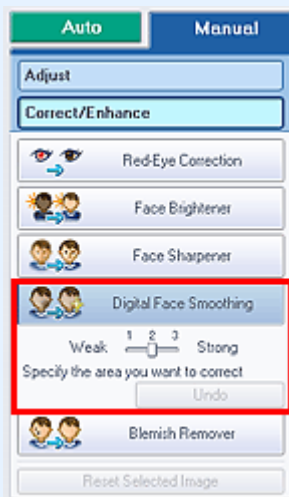 Auto Manual
Adjust
Correct/Enhance
Red-Eye Correction
Face Brightener
Face Sharpener
Digital Face Smoothing
1 2 3
Weak Strong
Specify the area you want to correct
Undo
Blemish Remover
Reset Selected Image